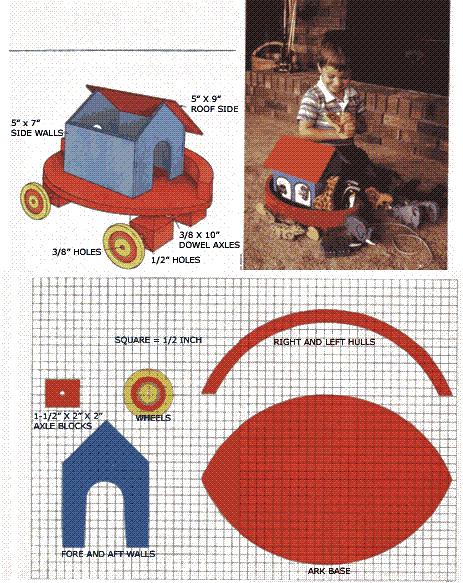 5" X 9"
ROOF SIDE
5" x 7"
SIDE WALLS
3/8" X 10"
DOWEL AXLES
3/8" HOLES
1/2" HOLES
SQUARE = 1/2 INCH
RIGHT AND LEFT HULLS
1-1/2" X 2" X 2"
AXLE BLOCKS
WHEELS
FORE AND AFT WALLS
ARK BASE